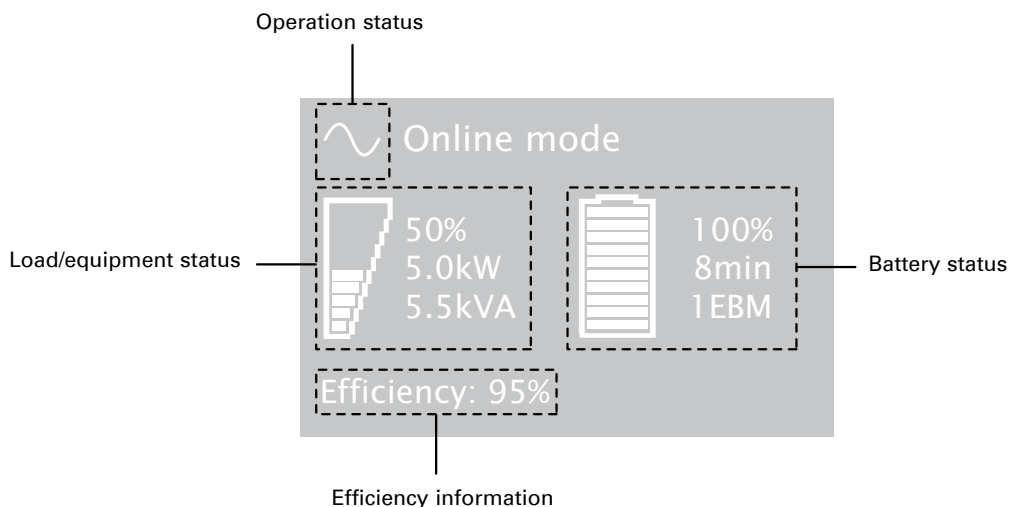 Operation status
Online mode
Load/equipment status
50%
5.0kW
5.5kVA
100%
8min
1EBM
Battery status
Efficiency: 95%
Efficiency information